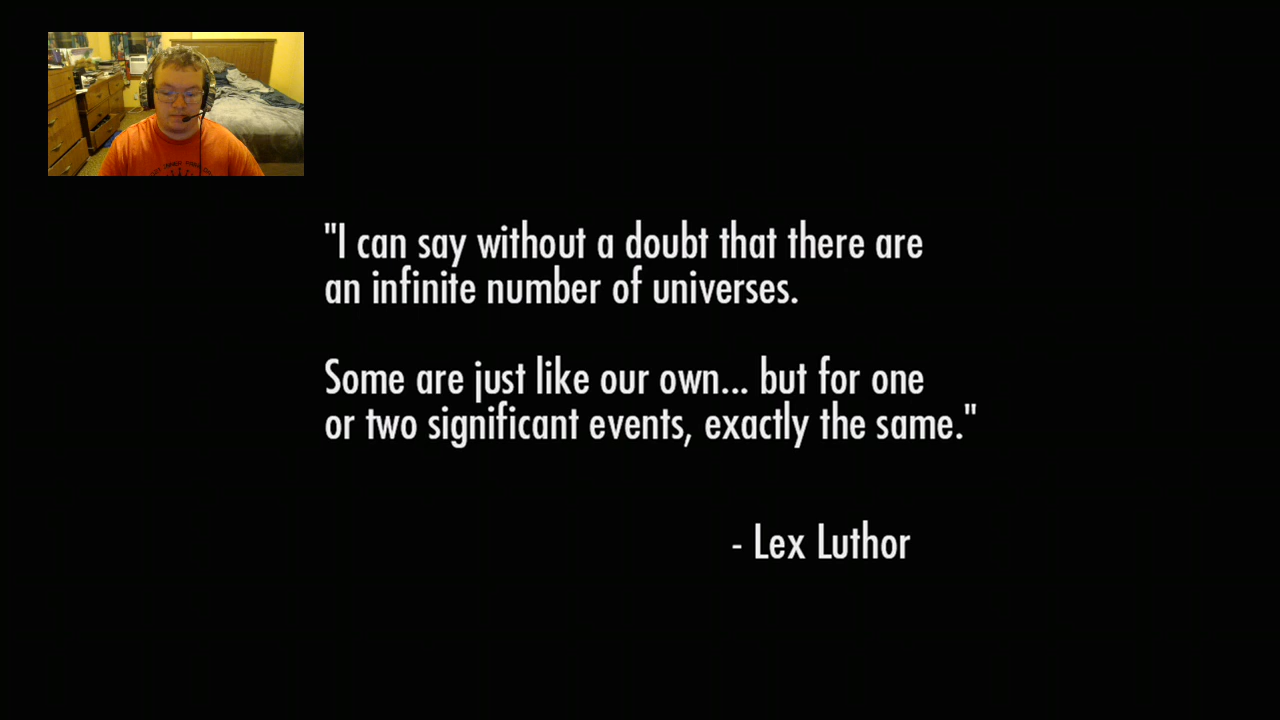 "I can say without a doubt that there are
an infinite number of universes.
Some are just like our own... but for one
or two significant events, exactly the same."
- Lex Luthor